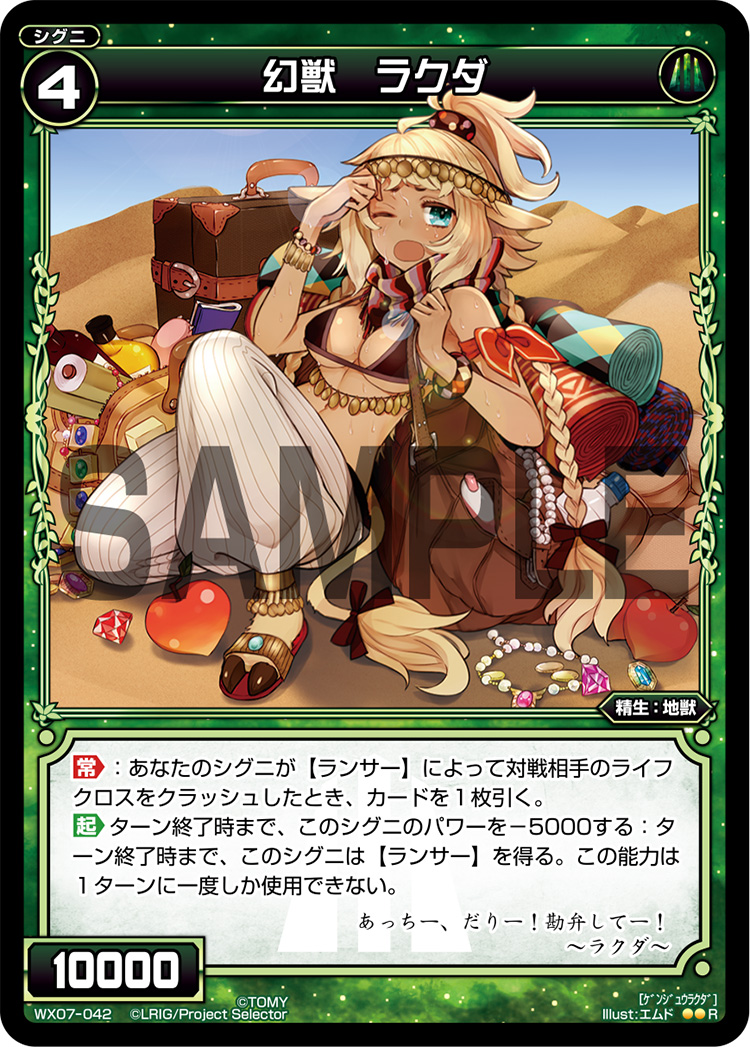 シグニ
4
幻獣 ラクダ
SAMPLE
精生：地獣
常：あなたのシグニが【ランサー】によって対戦相手のライフ
クロスをクラッシュしたとき、カードを１枚引く。
起 ターン終了時まで、このシグニのパワーを－5000する：タ
ーン終了時まで、このシグニは【ランサー】を得る。この能力は
１ターンに一度しか使用できない。
あっちー、だりー！勘弁してー！
～ラクダ～
10000
WX07-042 ©LRIG/Project Selector
©TOMY
[ｹﾞﾝｼﾞｭｳﾗｸﾀﾞ]
Illust:エムド R